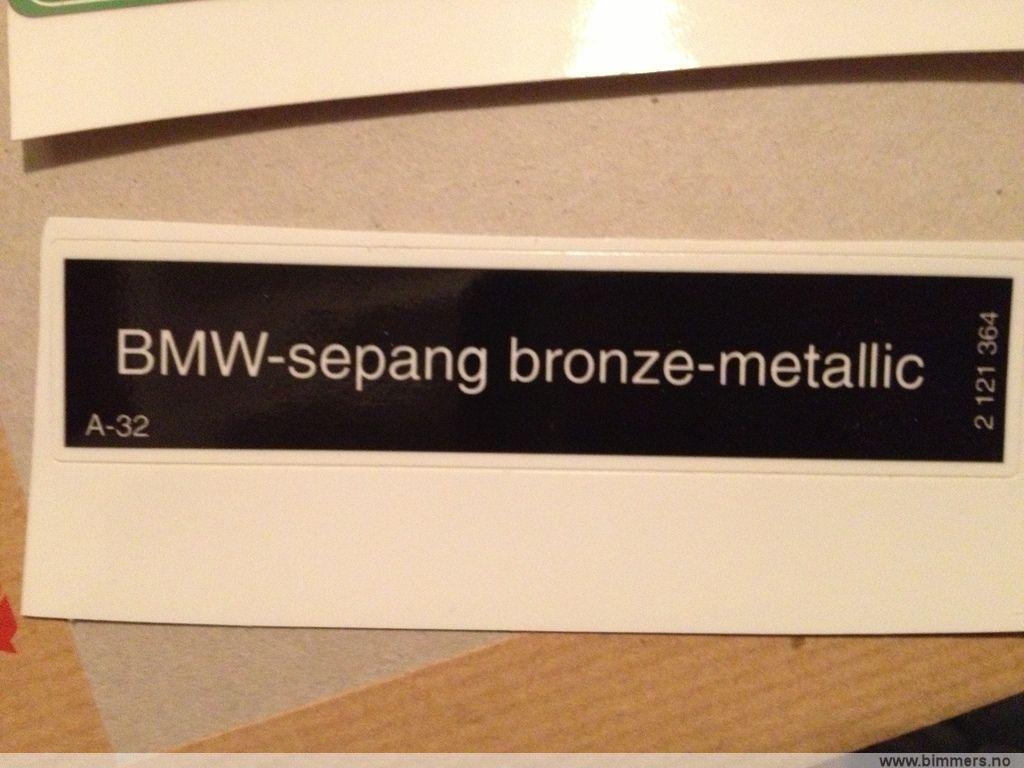 BMW-sepang bronze-metallic
A-32
2 121 364
www.bimmers.no